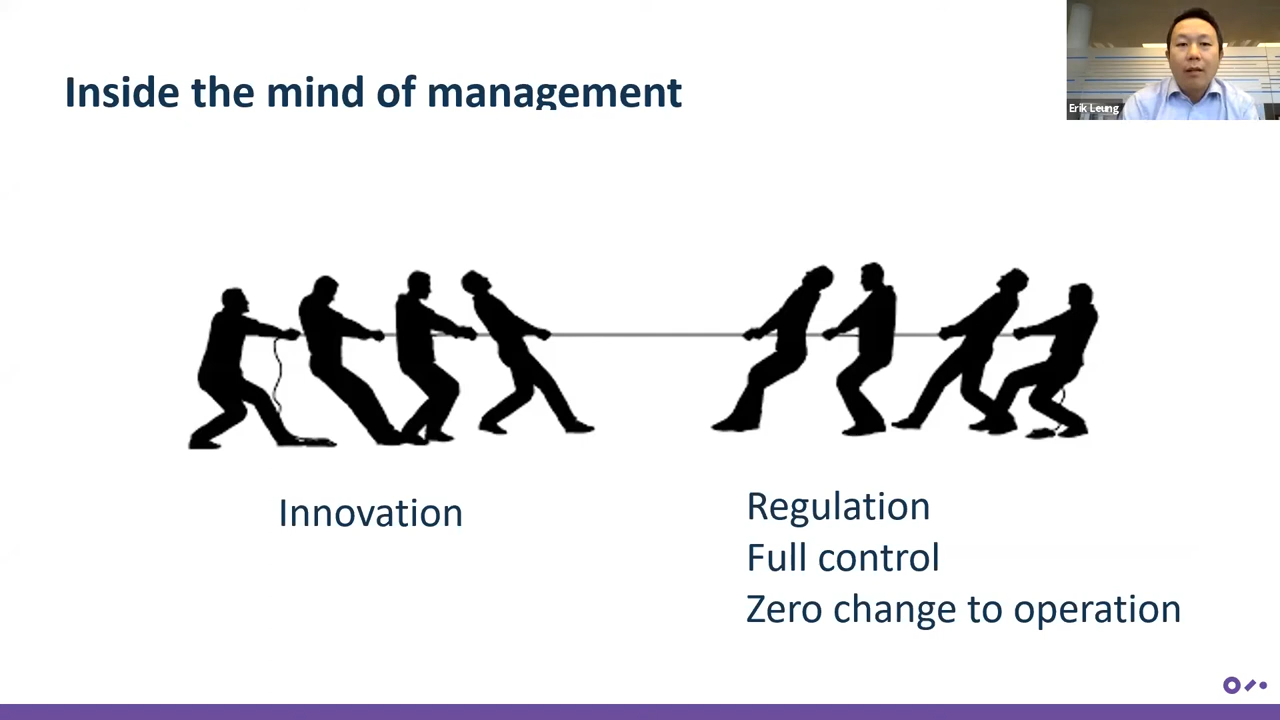 Inside the mind of management
Erik Leung
Innovation
Regulation
Full control
Zero change to operation